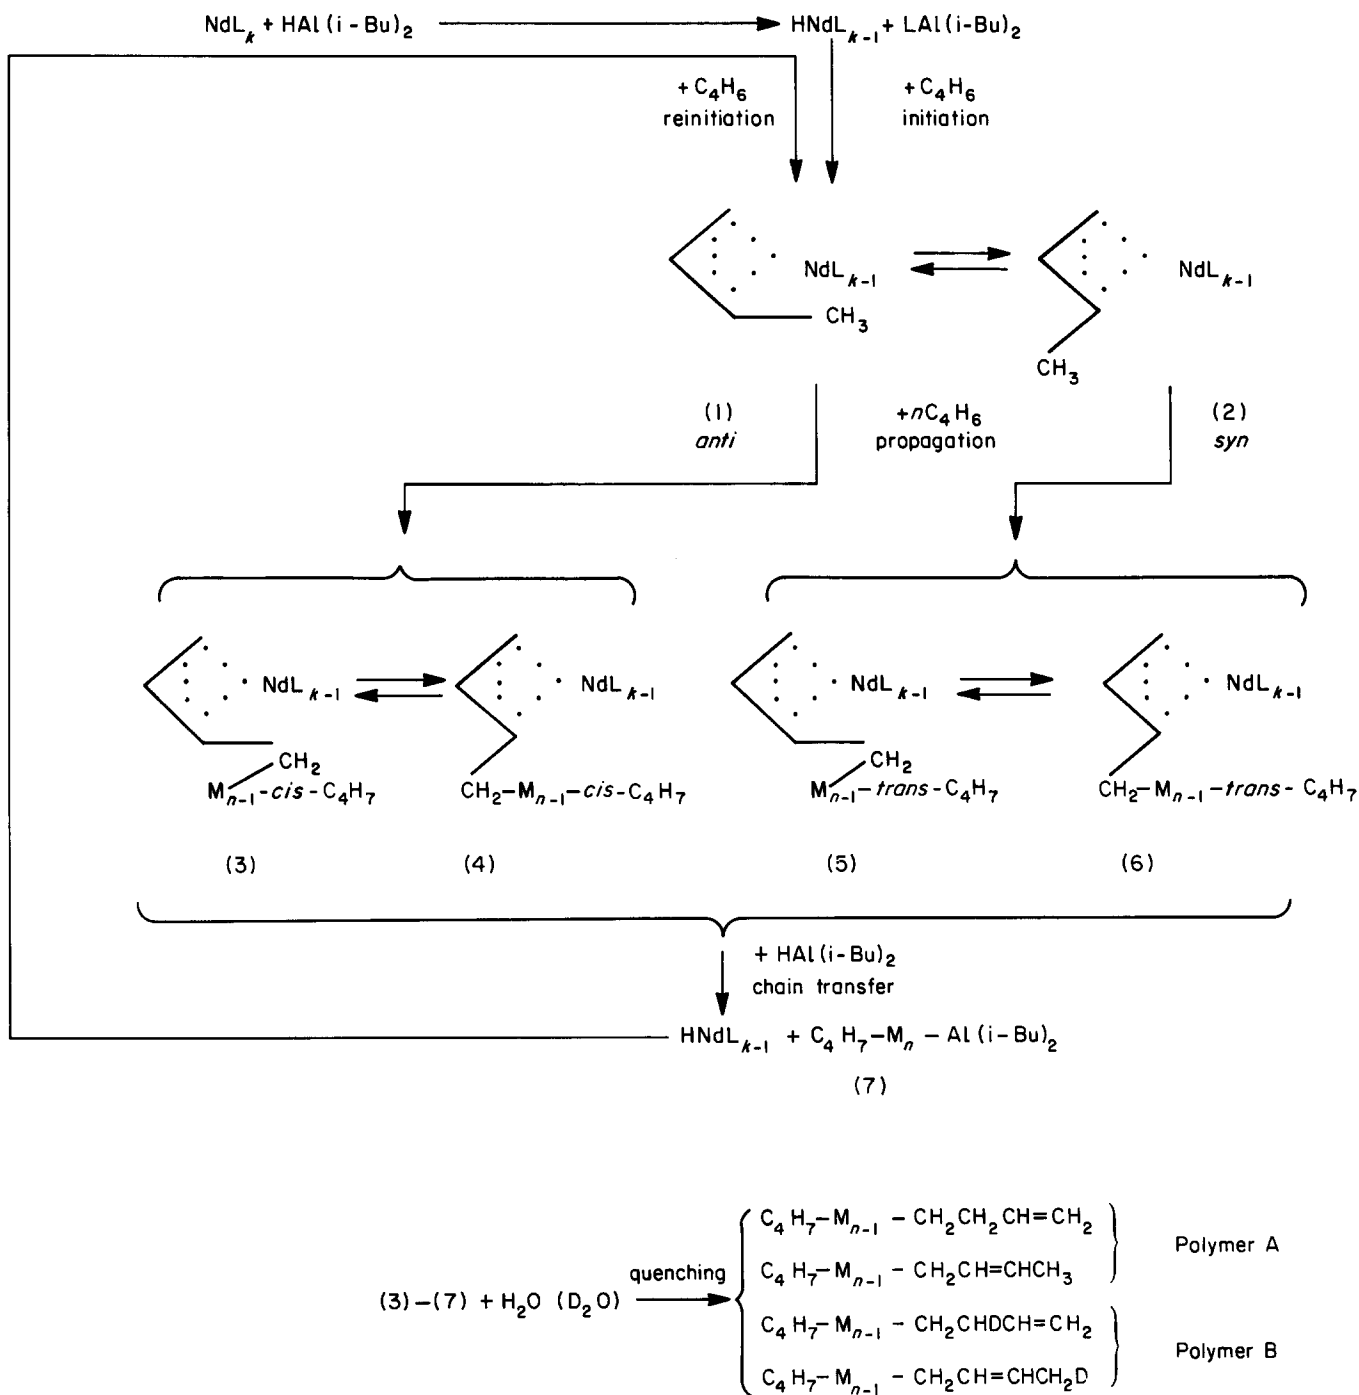 NdL_k + HAl(i-Bu)_2 → HNdL_{k-1} + LAl(i-Bu)_2
+ C_4H_6 reinitiation
+ C_4H_6 initiation
NdL_{k-1} ⇌ NdL_{k-1}
CH_3
CH_3
(1) anti
+nC_4H_6 propagation
(2) syn
NdL_{k-1} ⇌ NdL_{k-1}
NdL_{k-1} ⇌ NdL_{k-1}
CH_2
M_{n-1}-cis-C_4H_7
CH_2-M_{n-1}-cis-C_4H_7
CH_2
M_{n-1}-trans-C_4H_7
CH_2-M_{n-1}-trans-C_4H_7
(3)
(4)
(5)
(6)
+ HAl(i-Bu)_2
chain transfer
HNdL_{k-1} + C_4H_7-M_n-Al(i-Bu)_2
(7)
(3)-(7) + H_2O (D_2O) quenching →
C_4H_7-M_{n-1}-CH_2CH_2CH=CH_2
C_4H_7-M_{n-1}-CH_2CH=CHCH_3
Polymer A
C_4H_7-M_{n-1}-CH_2CHDCH=CH_2
C_4H_7-M_{n-1}-CH_2CH=CHCH_2D
Polymer B